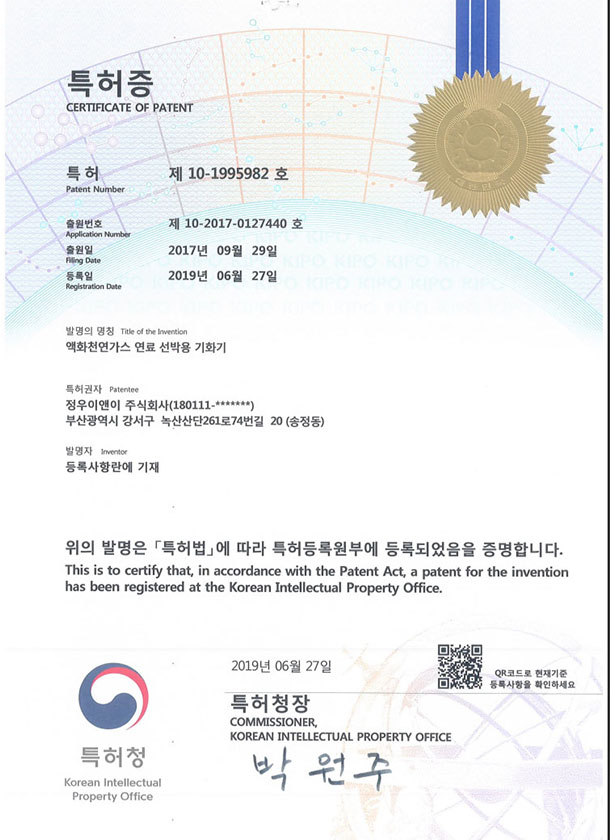 특허증
CERTIFICATE OF PATENT
특허 제 10-1995982 호
Patent Number
출원번호 제 10-2017-0127440 호
Application Number
출원일 2017년 09월 29일
Filing Date
등록일 2019년 06월 27일
Registration Date
발명의 명칭 Title of the Invention
액화천연가스 연료 선박용 기화기
특허권자 Patentee
정우이앤이 주식회사(180111-*******)
부산광역시 강서구 녹산산단261로74번길 20 (송정동)
발명자 Inventor
등록사항란에 기재
위의 발명은 「특허법」에 따라 특허등록원부에 등록되었음을 증명합니다.
This is to certify that, in accordance with the Patent Act, a patent for the invention
has been registered at the Korean Intellectual Property Office.
2019년 06월 27일
QR코드로 현재기준
등록사항을 확인하세요
특허청장
COMMISSIONER,
KOREAN INTELLECTUAL PROPERTY OFFICE
박원주
특허청
Korean Intellectual
Property Office